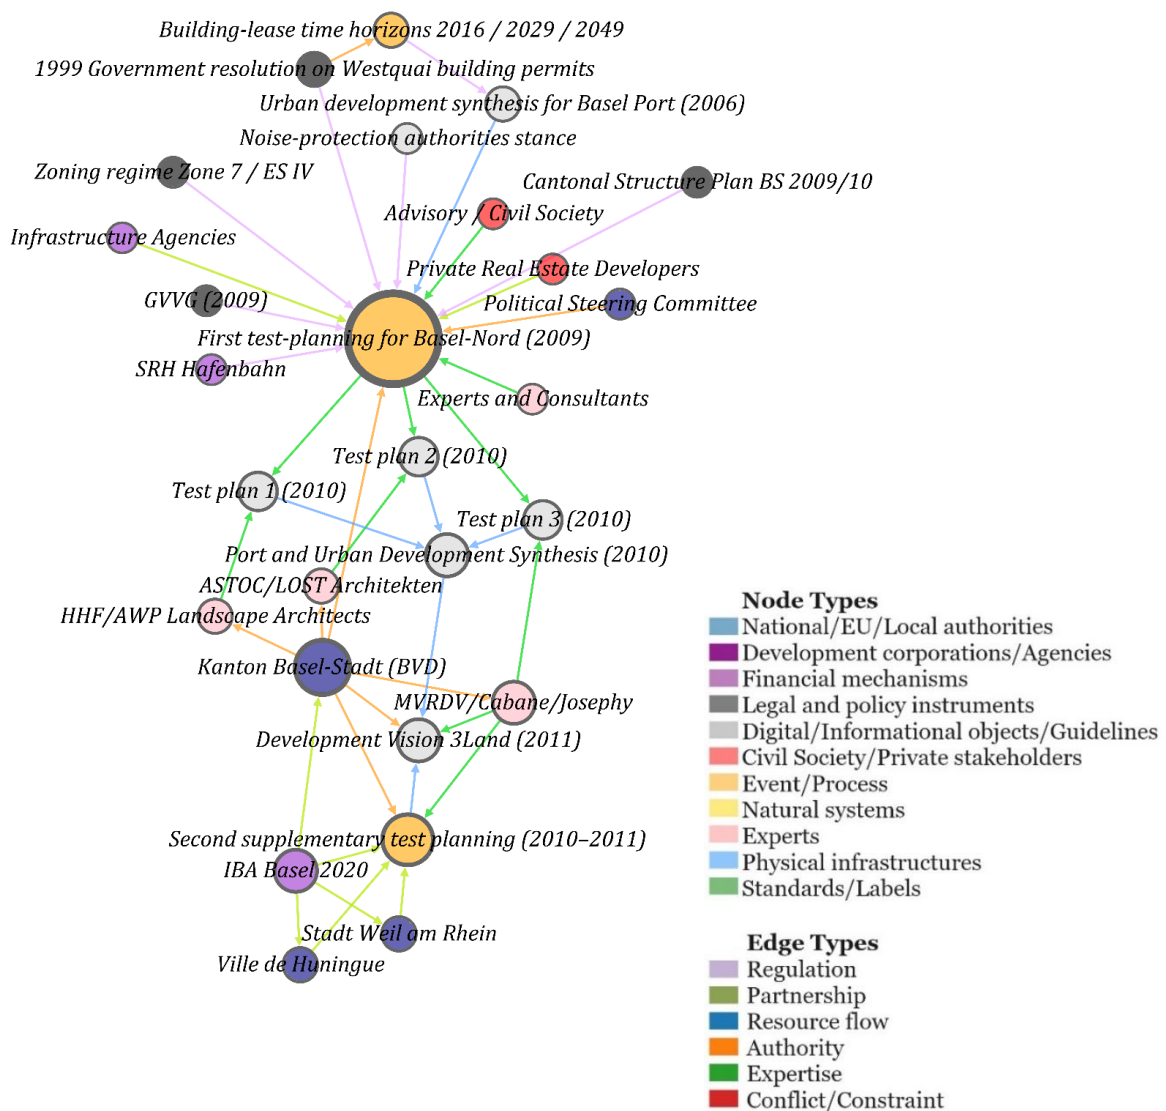 Building-lease time horizons 2016 / 2029 / 2049
1999 Government resolution on Westquai building permits
Urban development synthesis for Basel Port (2006)
Noise-protection authorities stance
Zoning regime Zone 7 / ES IV
Cantonal Structure Plan BS 2009/10
Advisory / Civil Society
Infrastructure Agencies
Private Real Estate Developers
GVVG (2009)
Political Steering Committee
First test-planning for Basel-Nord (2009)
SRH Hafenbahn
Experts and Consultants
Test plan 2 (2010)
Test plan 1 (2010)
Test plan 3 (2010)
Port and Urban Development Synthesis (2010)
ASTOC/LOST Architekten
HHF/AWP Landscape Architects
Kanton Basel-Stadt (BVD)
MVRDV/Cabane/Josephy
Development Vision 3Land (2011)
Second supplementary test planning (2010–2011)
IBA Basel 2020
Stadt Weil am Rhein
Ville de Huningue
Node Types
National/EU/Local authorities
Development corporations/Agencies
Financial mechanisms
Legal and policy instruments
Digital/Informational objects/Guidelines
Civil Society/Private stakeholders
Event/Process
Natural systems
Experts
Physical infrastructures
Standards/Labels
Edge Types
Regulation
Partnership
Resource flow
Authority
Expertise
Conflict/Constraint